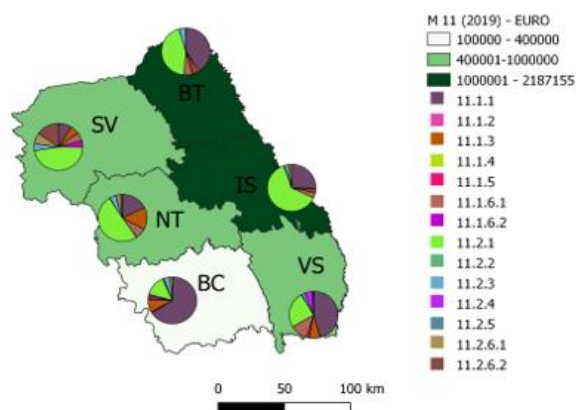 M 11 (2019) - EURO
100000 - 400000
400001-1000000
1000001 - 2187155
11.1.1
11.1.2
11.1.3
11.1.4
11.1.5
11.1.6.1
11.1.6.2
11.2.1
11.2.2
11.2.3
11.2.4
11.2.5
11.2.6.1
11.2.6.2
BT
SV
IS
NT
BC
VS
0 50 100 km